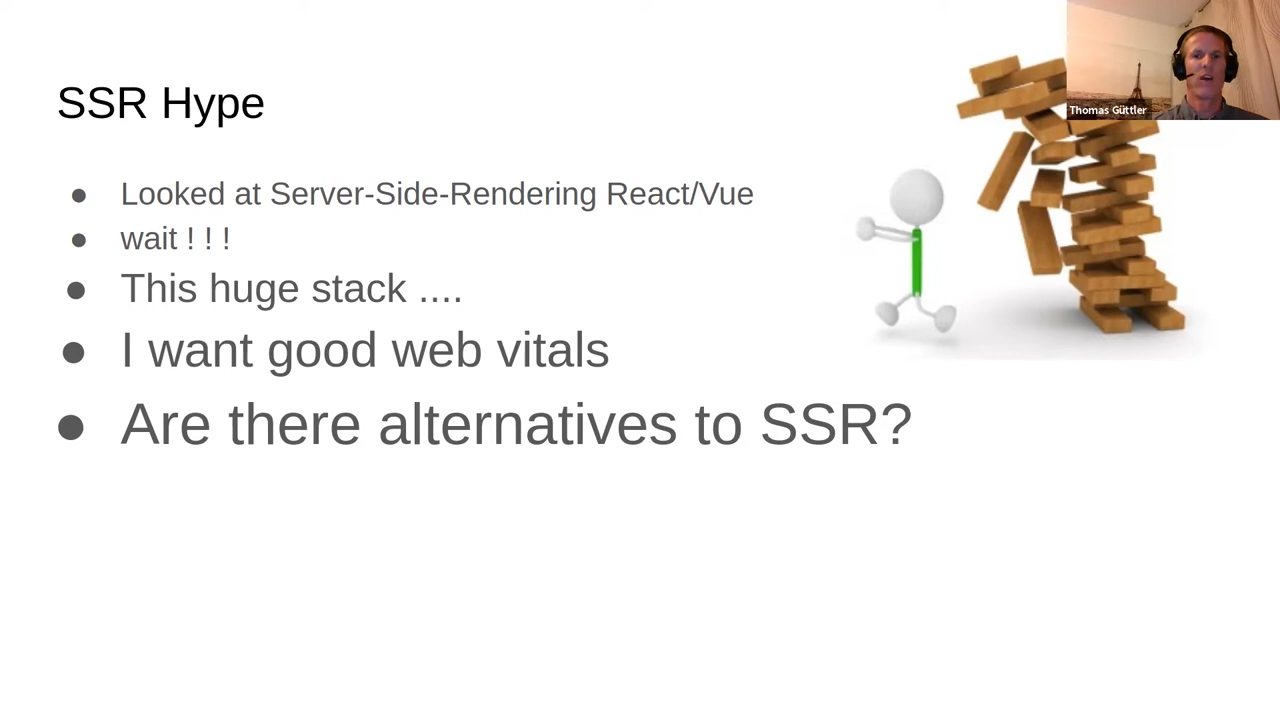 SSR Hype
Looked at Server-Side-Rendering React/Vue
wait ! ! !
This huge stack ....
I want good web vitals
Are there alternatives to SSR?
Thomas Güttler